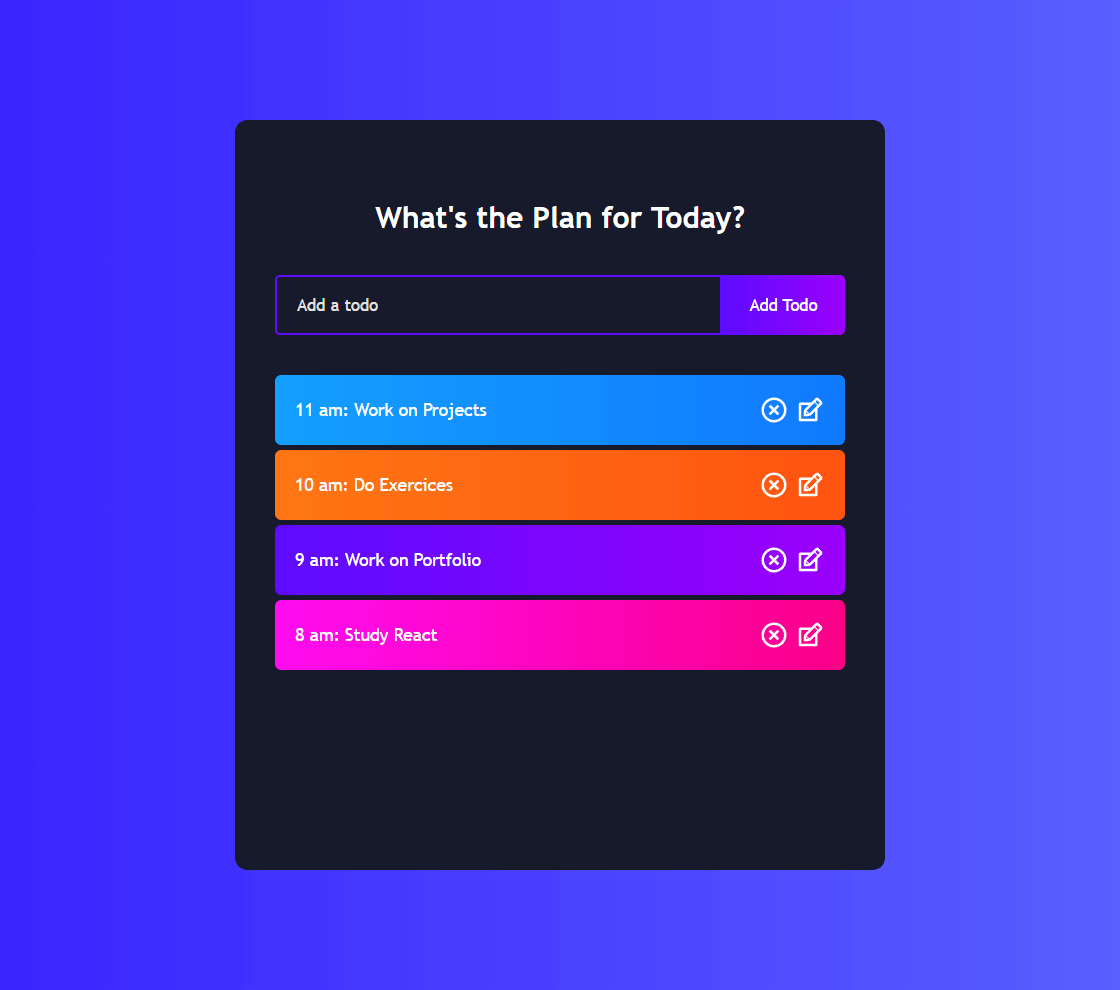 What's the Plan for Today?
Add a todo
Add Todo
11 am: Work on Projects
10 am: Do Exercices
9 am: Work on Portfolio
8 am: Study React